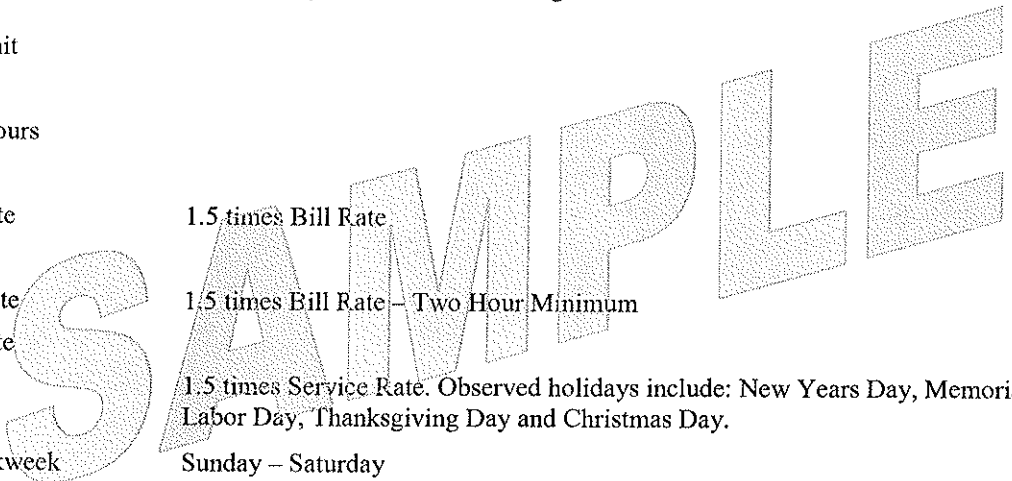 it
ours
te
1.5 times Bill Rate
te
1.5 times Bill Rate – Two Hour Minimum
te
1.5 times Service Rate. Observed holidays include: New Years Day, Memori
Labor Day, Thanksgiving Day and Christmas Day.
week
Sunday – Saturday
SAMPLE